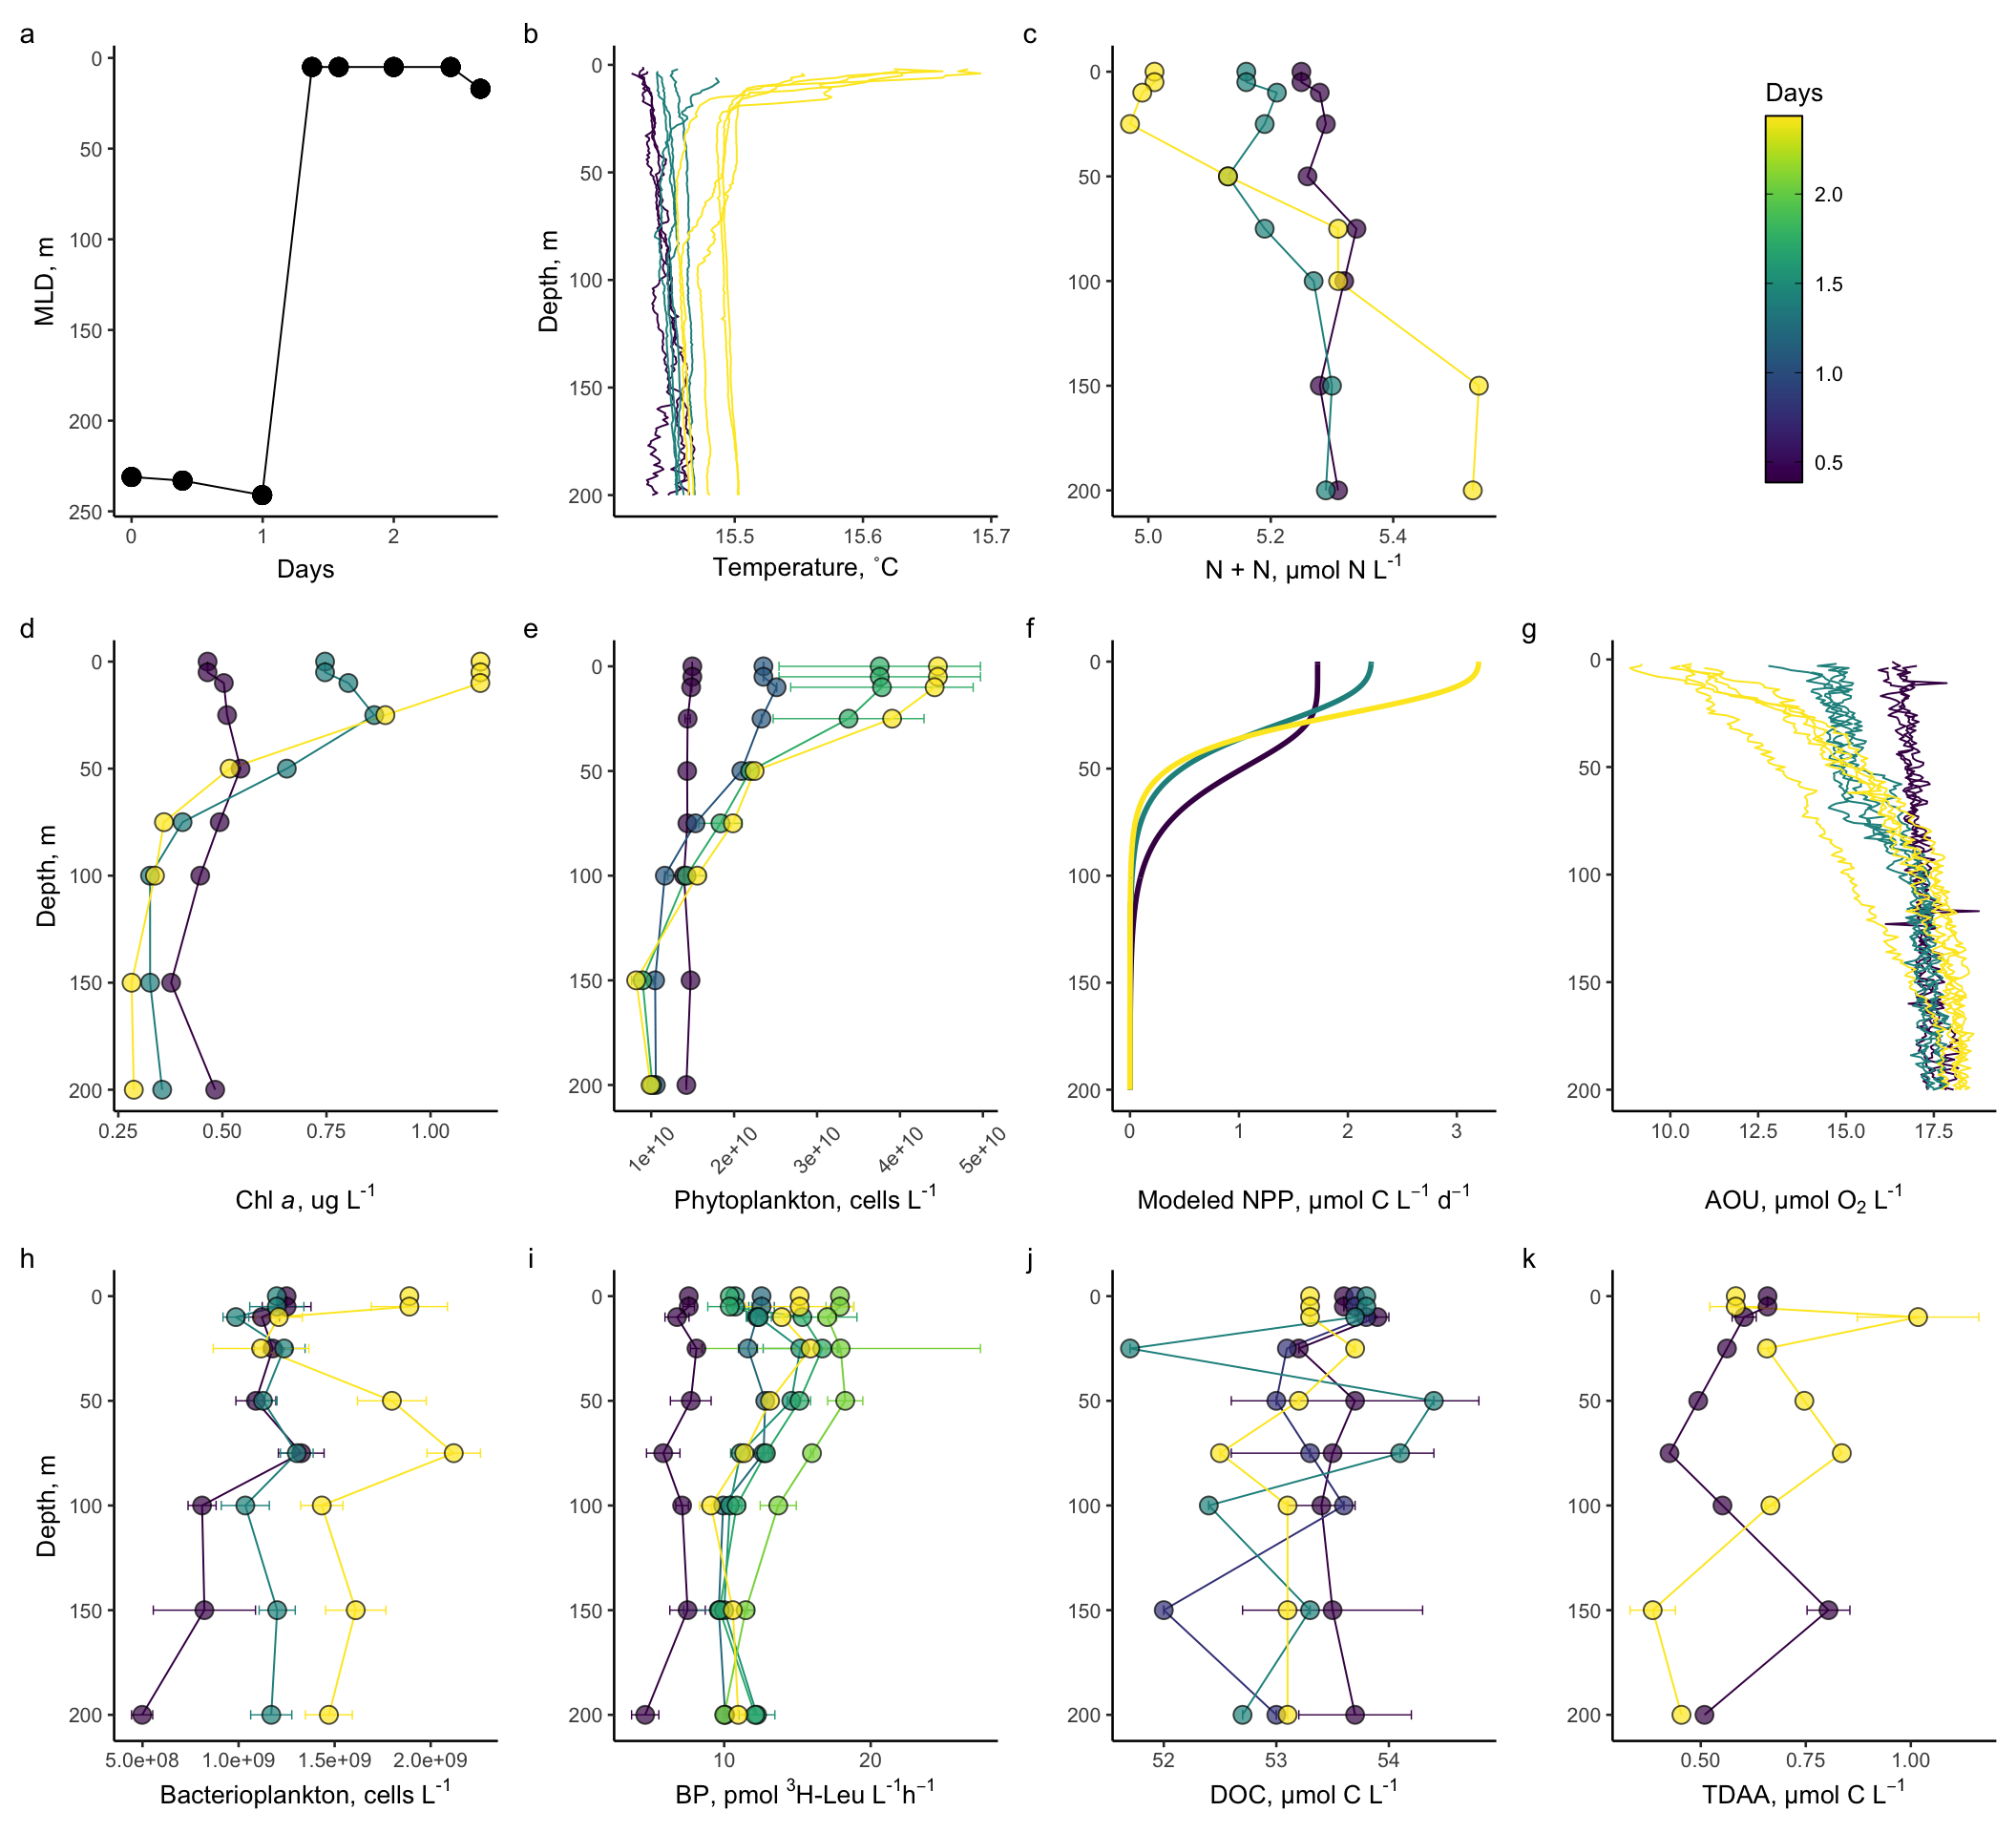 a
0
50
100
150
200
250
MLD, m
0 1 2
Days
b
0
50
100
150
200
Depth, m
15.5 15.6 15.7
Temperature, ˚C
c
0
50
100
150
200
5.0 5.2 5.4
N + N, µmol N L-1
Days
2.0
1.5
1.0
0.5
d
0
50
100
150
200
Depth, m
0.25 0.50 0.75 1.00
Chl a, ug L-1
e
0
50
100
150
200
1e+10 2e+10 3e+10 4e+10 5e+10
Phytoplankton, cells L-1
f
0
50
100
150
200
0 1 2 3
Modeled NPP, µmol C L−1 d−1
g
0
50
100
150
200
10.0 12.5 15.0 17.5
AOU, µmol O2 L-1
h
0
50
100
150
200
Depth, m
5.0e+08 1.0e+09 1.5e+09 2.0e+09
Bacterioplankton, cells L-1
i
0
50
100
150
200
10 20
BP, pmol 3H-Leu L-1h−1
j
0
50
100
150
200
52 53 54
DOC, µmol C L-1
k
0
50
100
150
200
0.50 0.75 1.00
TDAA, µmol C L−1